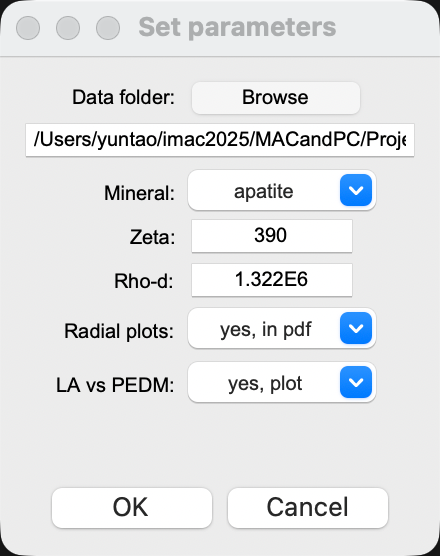 Set parameters
Data folder: Browse
/Users/yuntao/imac2025/MACandPC/Proje
Mineral: apatite
Zeta: 390
Rho-d: 1.322E6
Radial plots: yes, in pdf
LA vs PEDM: yes, plot
OK Cancel